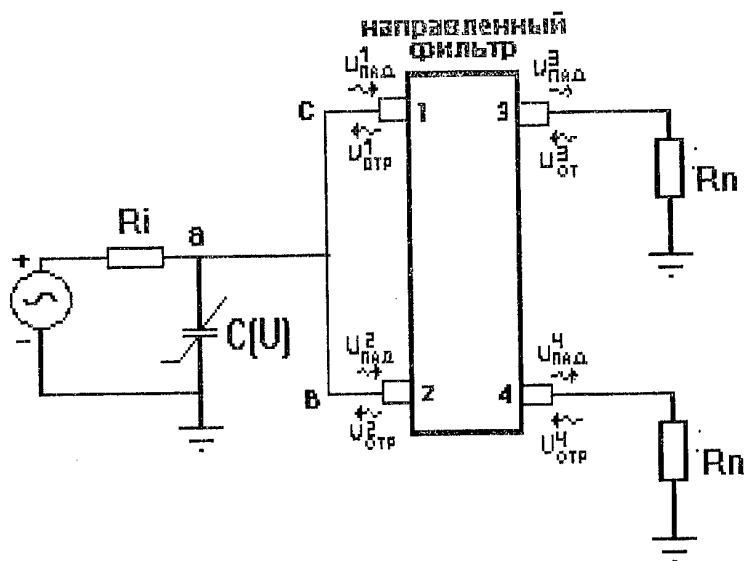 направленный
фильтр
U¹ПАД
U³ПАД
C
1
3
U¹ОТР
U³ОТ
Rn
Ri
a
+
-
C(U)
U²ПАД
U⁴ПАД
B
2
4
U²ОТР
U⁴ОТР
Rn